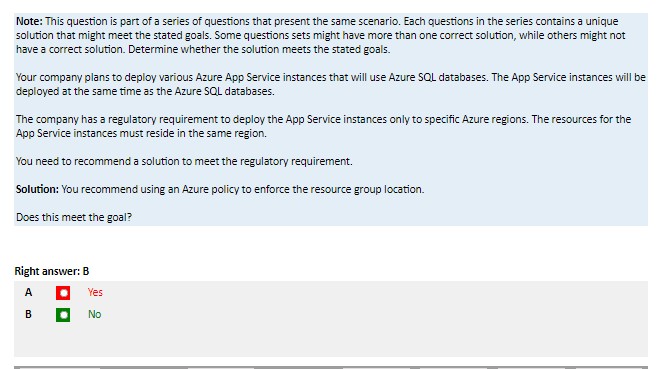 Note: This question is part of a series of questions that present the same scenario. Each questions in the series contains a unique
solution that might meet the stated goals. Some questions sets might have more than one correct solution, while others might not
have a correct solution. Determine whether the solution meets the stated goals.
Your company plans to deploy various Azure App Service instances that will use Azure SQL databases. The App Service instances will be
deployed at the same time as the Azure SQL databases.
The company has a regulatory requirement to deploy the App Service instances only to specific Azure regions. The resources for the
App Service instances must reside in the same region.
You need to recommend a solution to meet the regulatory requirement.
Solution: You recommend using an Azure policy to enforce the resource group location.
Does this meet the goal?
Right answer: B
A Yes
B No